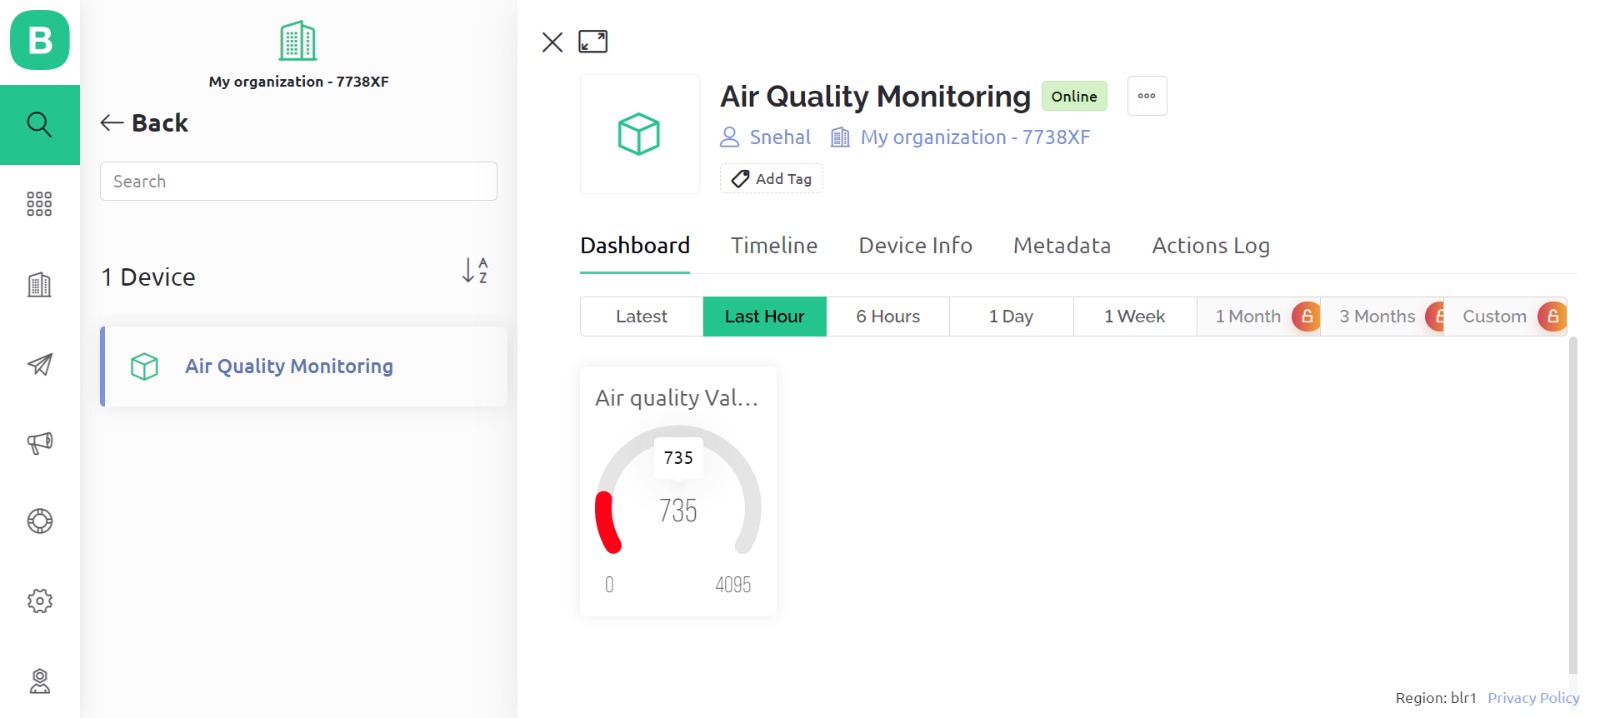 B
My organization - 7738XF
Back
Search
1 Device
A
Z
Air Quality Monitoring
Air Quality Monitoring
Online
Snehal My organization - 7738XF
Add Tag
Dashboard Timeline Device Info Metadata Actions Log
Latest Last Hour 6 Hours 1 Day 1 Week 1 Month 3 Months Custom
Air quality Val...
735
735
0 4095
Region: blr1 Privacy Policy